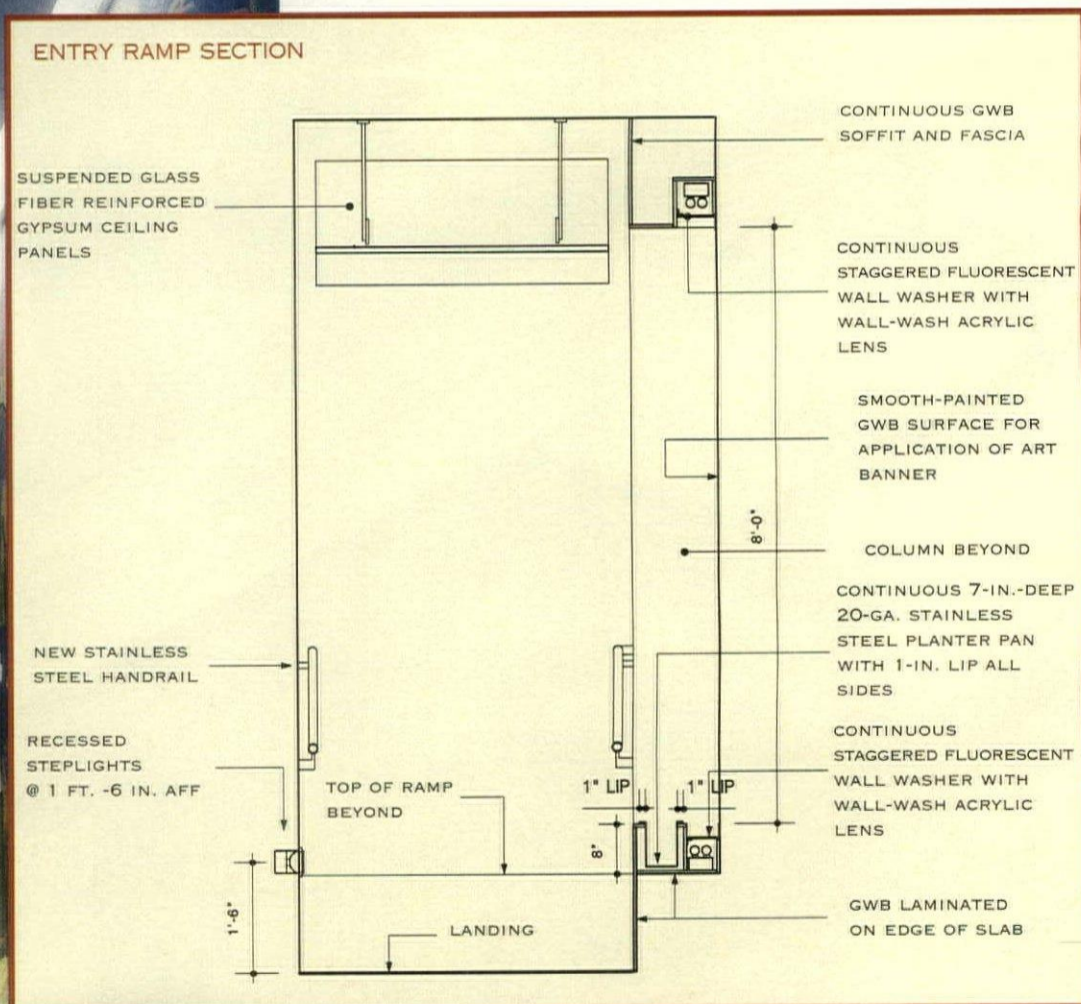 ENTRY RAMP SECTION
SUSPENDED GLASS
FIBER REINFORCED
GYPSUM CEILING
PANELS
NEW STAINLESS
STEEL HANDRAIL
RECESSED
STEPLIGHTS
@ 1 FT. -6 IN. AFF
1'-6"
TOP OF RAMP
BEYOND
LANDING
1" LIP
1" LIP
8"
8'-0"
CONTINUOUS GWB
SOFFIT AND FASCIA
CONTINUOUS
STAGGERED FLUORESCENT
WALL WASHER WITH
WALL-WASH ACRYLIC
LENS
SMOOTH-PAINTED
GWB SURFACE FOR
APPLICATION OF ART
BANNER
COLUMN BEYOND
CONTINUOUS 7-IN.-DEEP
20-GA. STAINLESS
STEEL PLANTER PAN
WITH 1-IN. LIP ALL
SIDES
CONTINUOUS
STAGGERED FLUORESCENT
WALL WASHER WITH
WALL-WASH ACRYLIC
LENS
GWB LAMINATED
ON EDGE OF SLAB